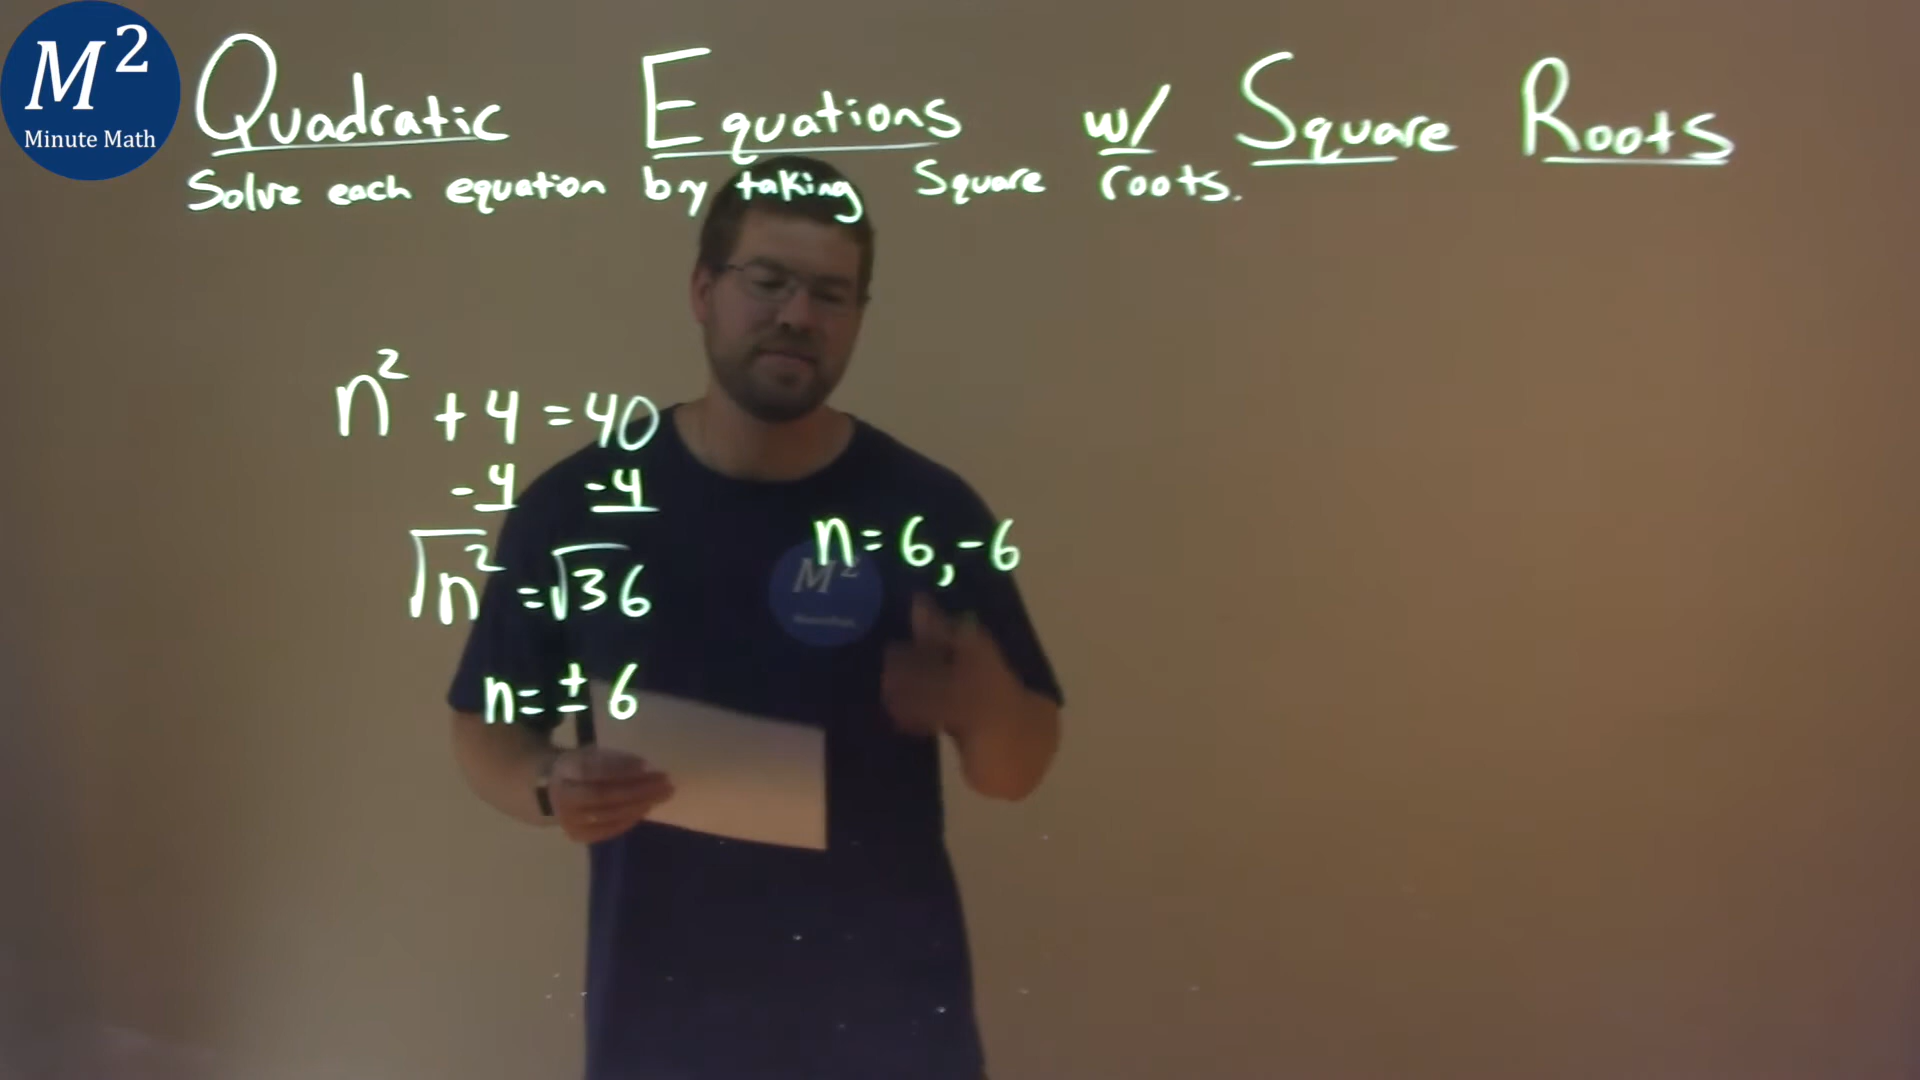 M²
Minute Math
Quadratic Equations w/ Square Roots
Solve each equation by taking Square roots.
n² + 4 = 40
-4 -4
√n² = √36
n = ± 6
n = 6, -6
M²